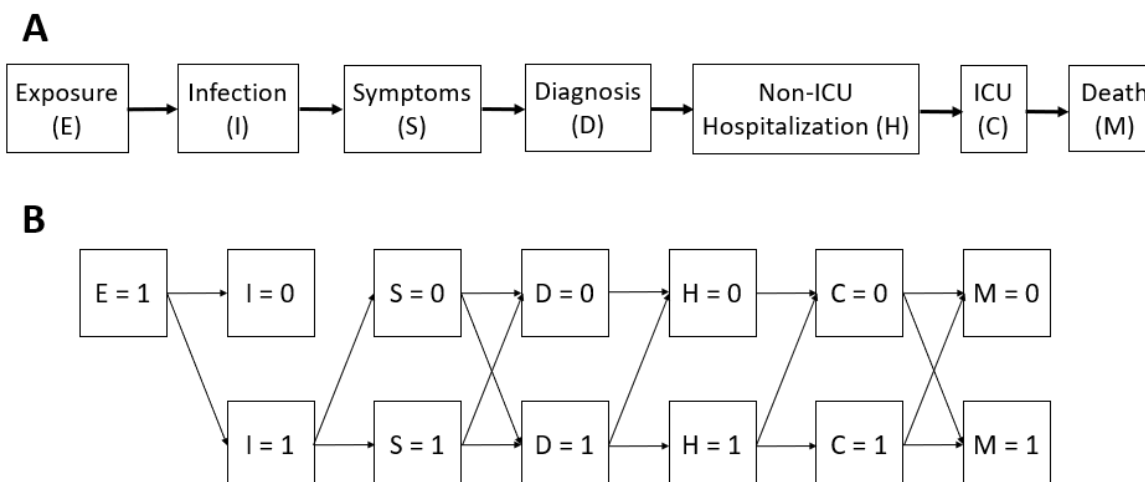 A
Exposure (E)
Infection (I)
Symptoms (S)
Diagnosis (D)
Non-ICU Hospitalization (H)
ICU (C)
Death (M)
B
E = 1
I = 0
S = 0
D = 0
H = 0
C = 0
M = 0
I = 1
S = 1
D = 1
H = 1
C = 1
M = 1